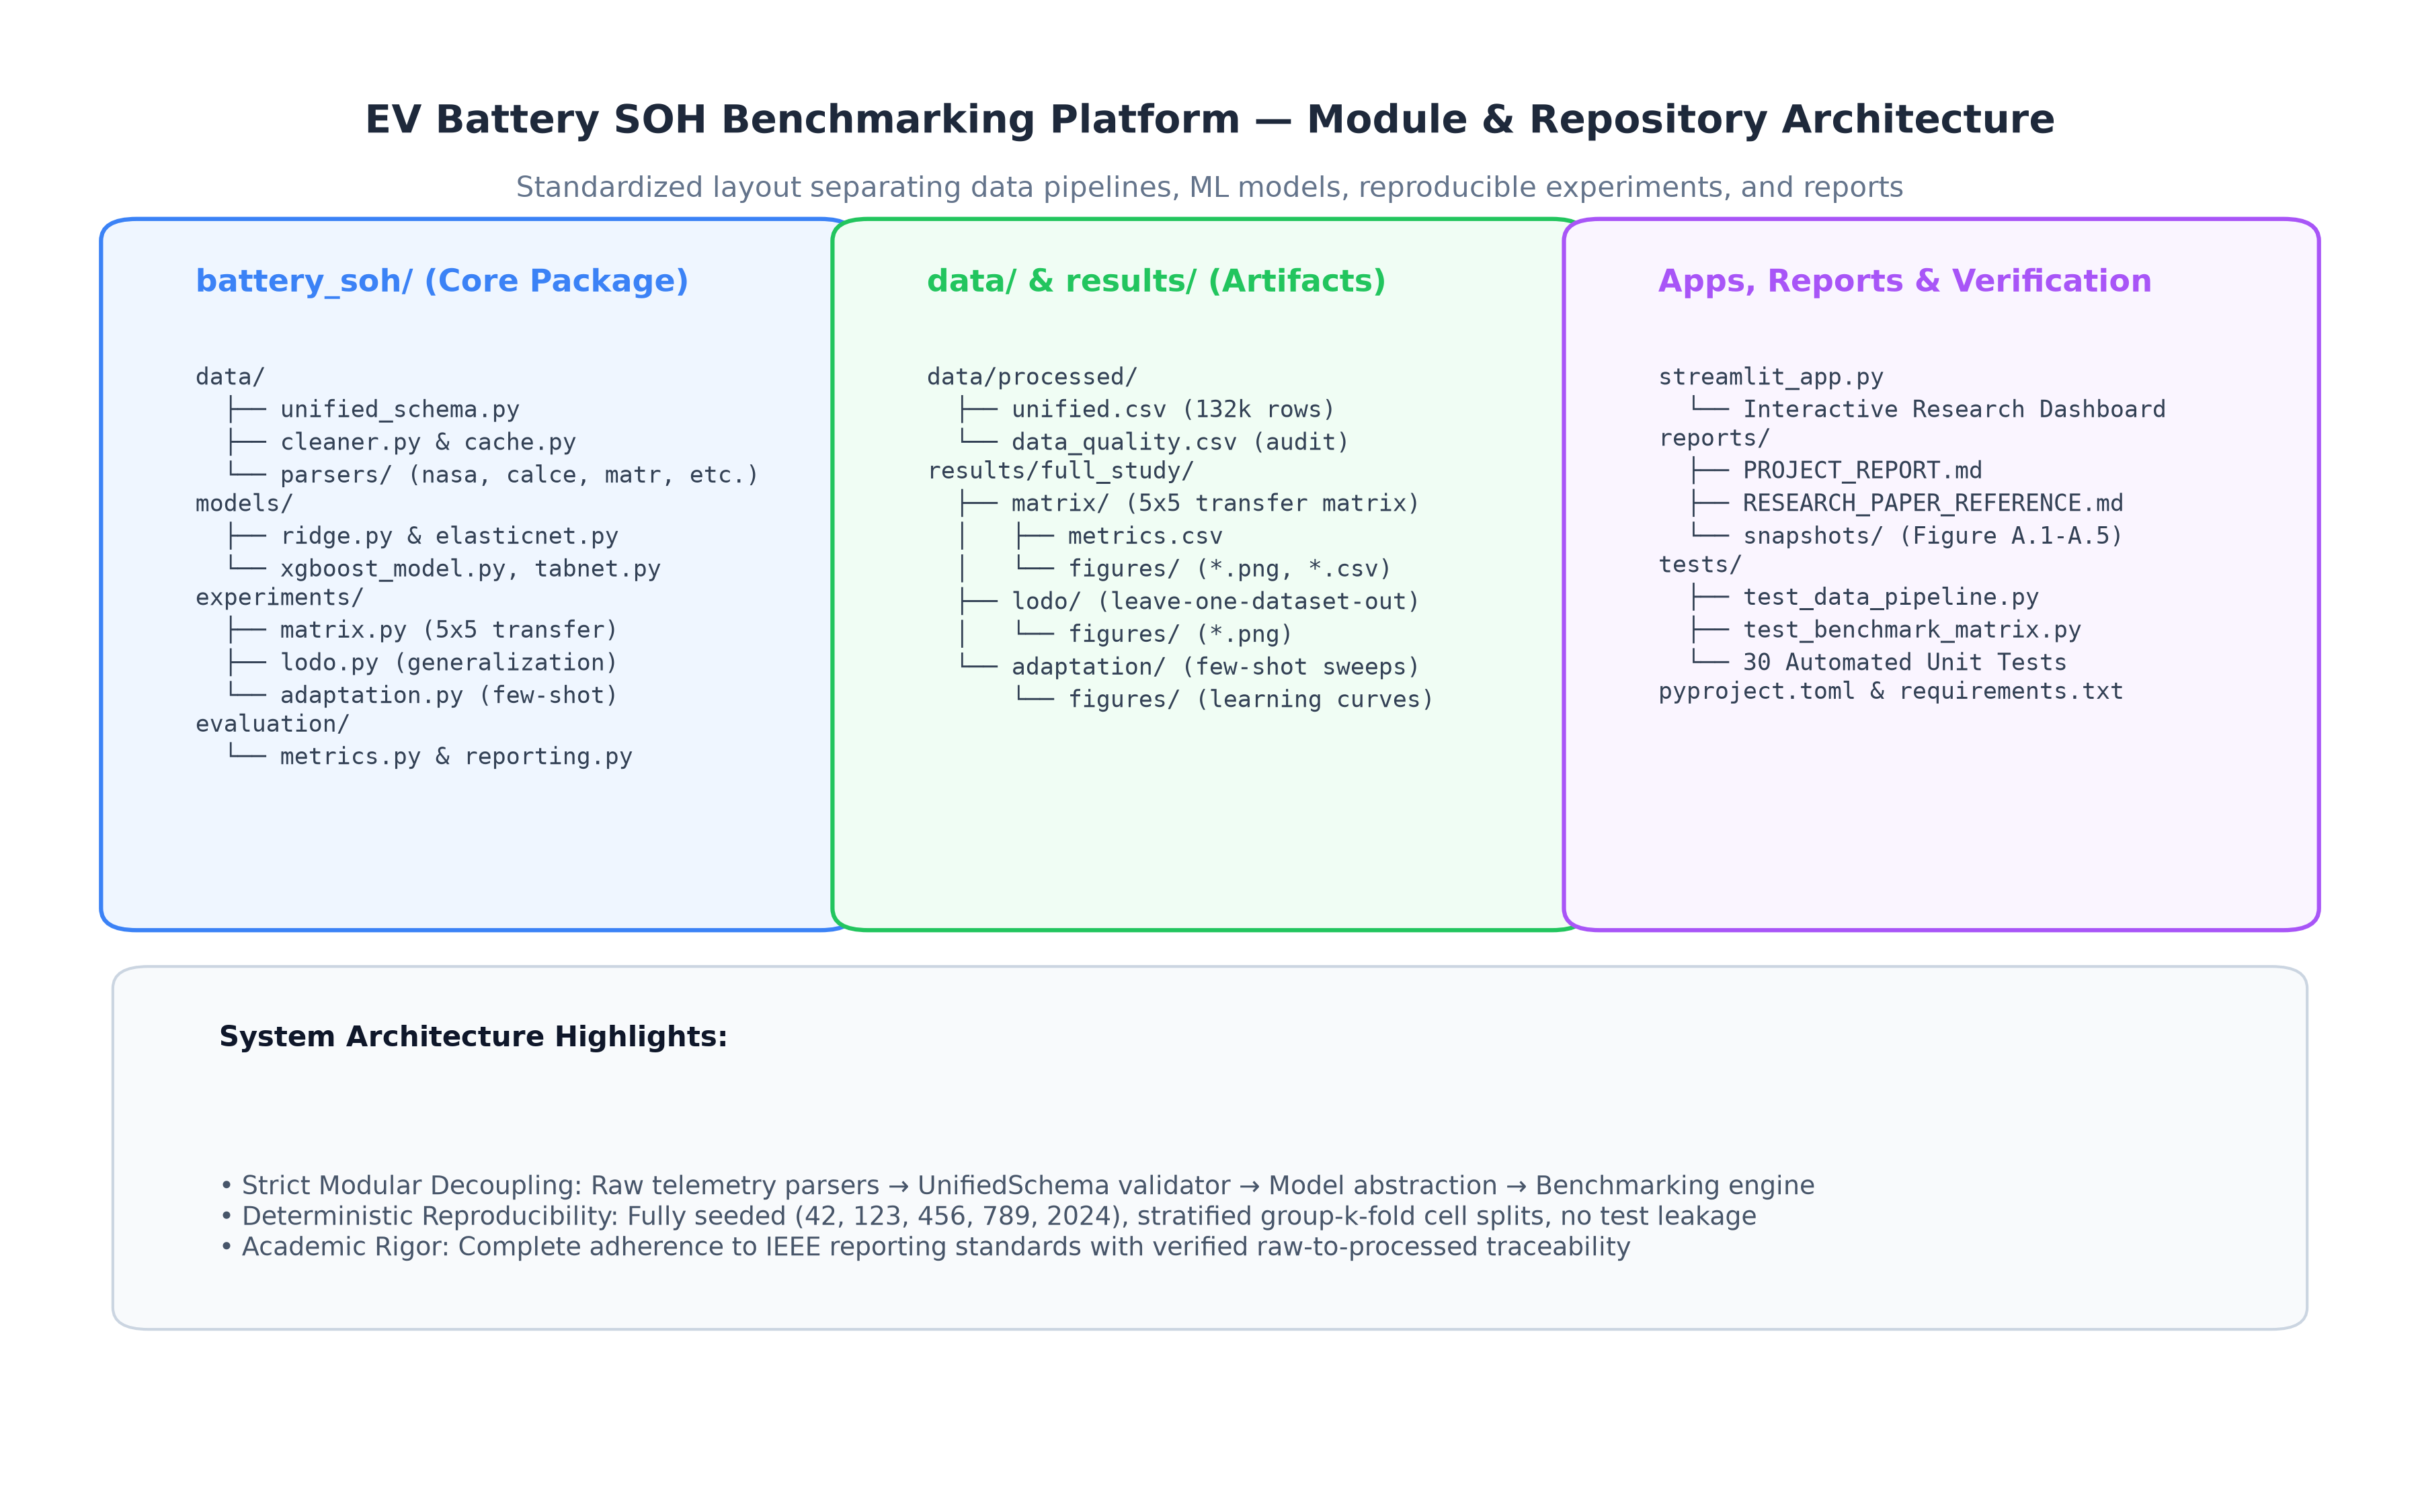 EV Battery SOH Benchmarking Platform — Module & Repository Architecture
Standardized layout separating data pipelines, ML models, reproducible experiments, and reports
battery_soh/ (Core Package)
data/
├── unified_schema.py
├── cleaner.py & cache.py
└── parsers/ (nasa, calce, matr, etc.)
models/
├── ridge.py & elasticnet.py
└── xgboost_model.py, tabnet.py
experiments/
├── matrix.py (5x5 transfer)
├── lodo.py (generalization)
└── adaptation.py (few-shot)
evaluation/
└── metrics.py & reporting.py
data/ & results/ (Artifacts)
data/processed/
├── unified.csv (132k rows)
└── data_quality.csv (audit)
results/full_study/
├── matrix/ (5x5 transfer matrix)
│   ├── metrics.csv
│   └── figures/ (*.png, *.csv)
├── lodo/ (leave-one-dataset-out)
│   └── figures/ (*.png)
└── adaptation/ (few-shot sweeps)
└── figures/ (learning curves)
Apps, Reports & Verification
streamlit_app.py
└── Interactive Research Dashboard
reports/
├── PROJECT_REPORT.md
├── RESEARCH_PAPER_REFERENCE.md
└── snapshots/ (Figure A.1-A.5)
tests/
├── test_data_pipeline.py
├── test_benchmark_matrix.py
└── 30 Automated Unit Tests
pyproject.toml & requirements.txt
System Architecture Highlights:
• Strict Modular Decoupling: Raw telemetry parsers → UnifiedSchema validator → Model abstraction → Benchmarking engine
• Deterministic Reproducibility: Fully seeded (42, 123, 456, 789, 2024), stratified group-k-fold cell splits, no test leakage
• Academic Rigor: Complete adherence to IEEE reporting standards with verified raw-to-processed traceability